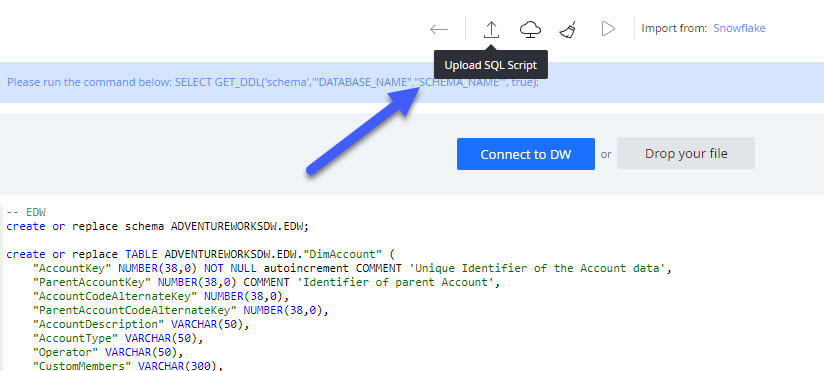 Import from: Snowflake
Upload SQL Script
Please run the command below: SELECT GET_DDL('schema','"DATABASE_NAME"."SCHEMA_NAME"', true);
Connect to DW or Drop your file
-- EDW
create or replace schema ADVENTUREWORKSDW.EDW;
create or replace TABLE ADVENTUREWORKSDW.EDW."DimAccount" (
"AccountKey" NUMBER(38,0) NOT NULL autoincrement COMMENT 'Unique Identifier of the Account data',
"ParentAccountKey" NUMBER(38,0) COMMENT 'Identifier of parent Account',
"AccountCodeAlternateKey" NUMBER(38,0),
"ParentAccountCodeAlternateKey" NUMBER(38,0),
"AccountDescription" VARCHAR(50),
"AccountType" VARCHAR(50),
"Operator" VARCHAR(50),
"CustomMembers" VARCHAR(300),